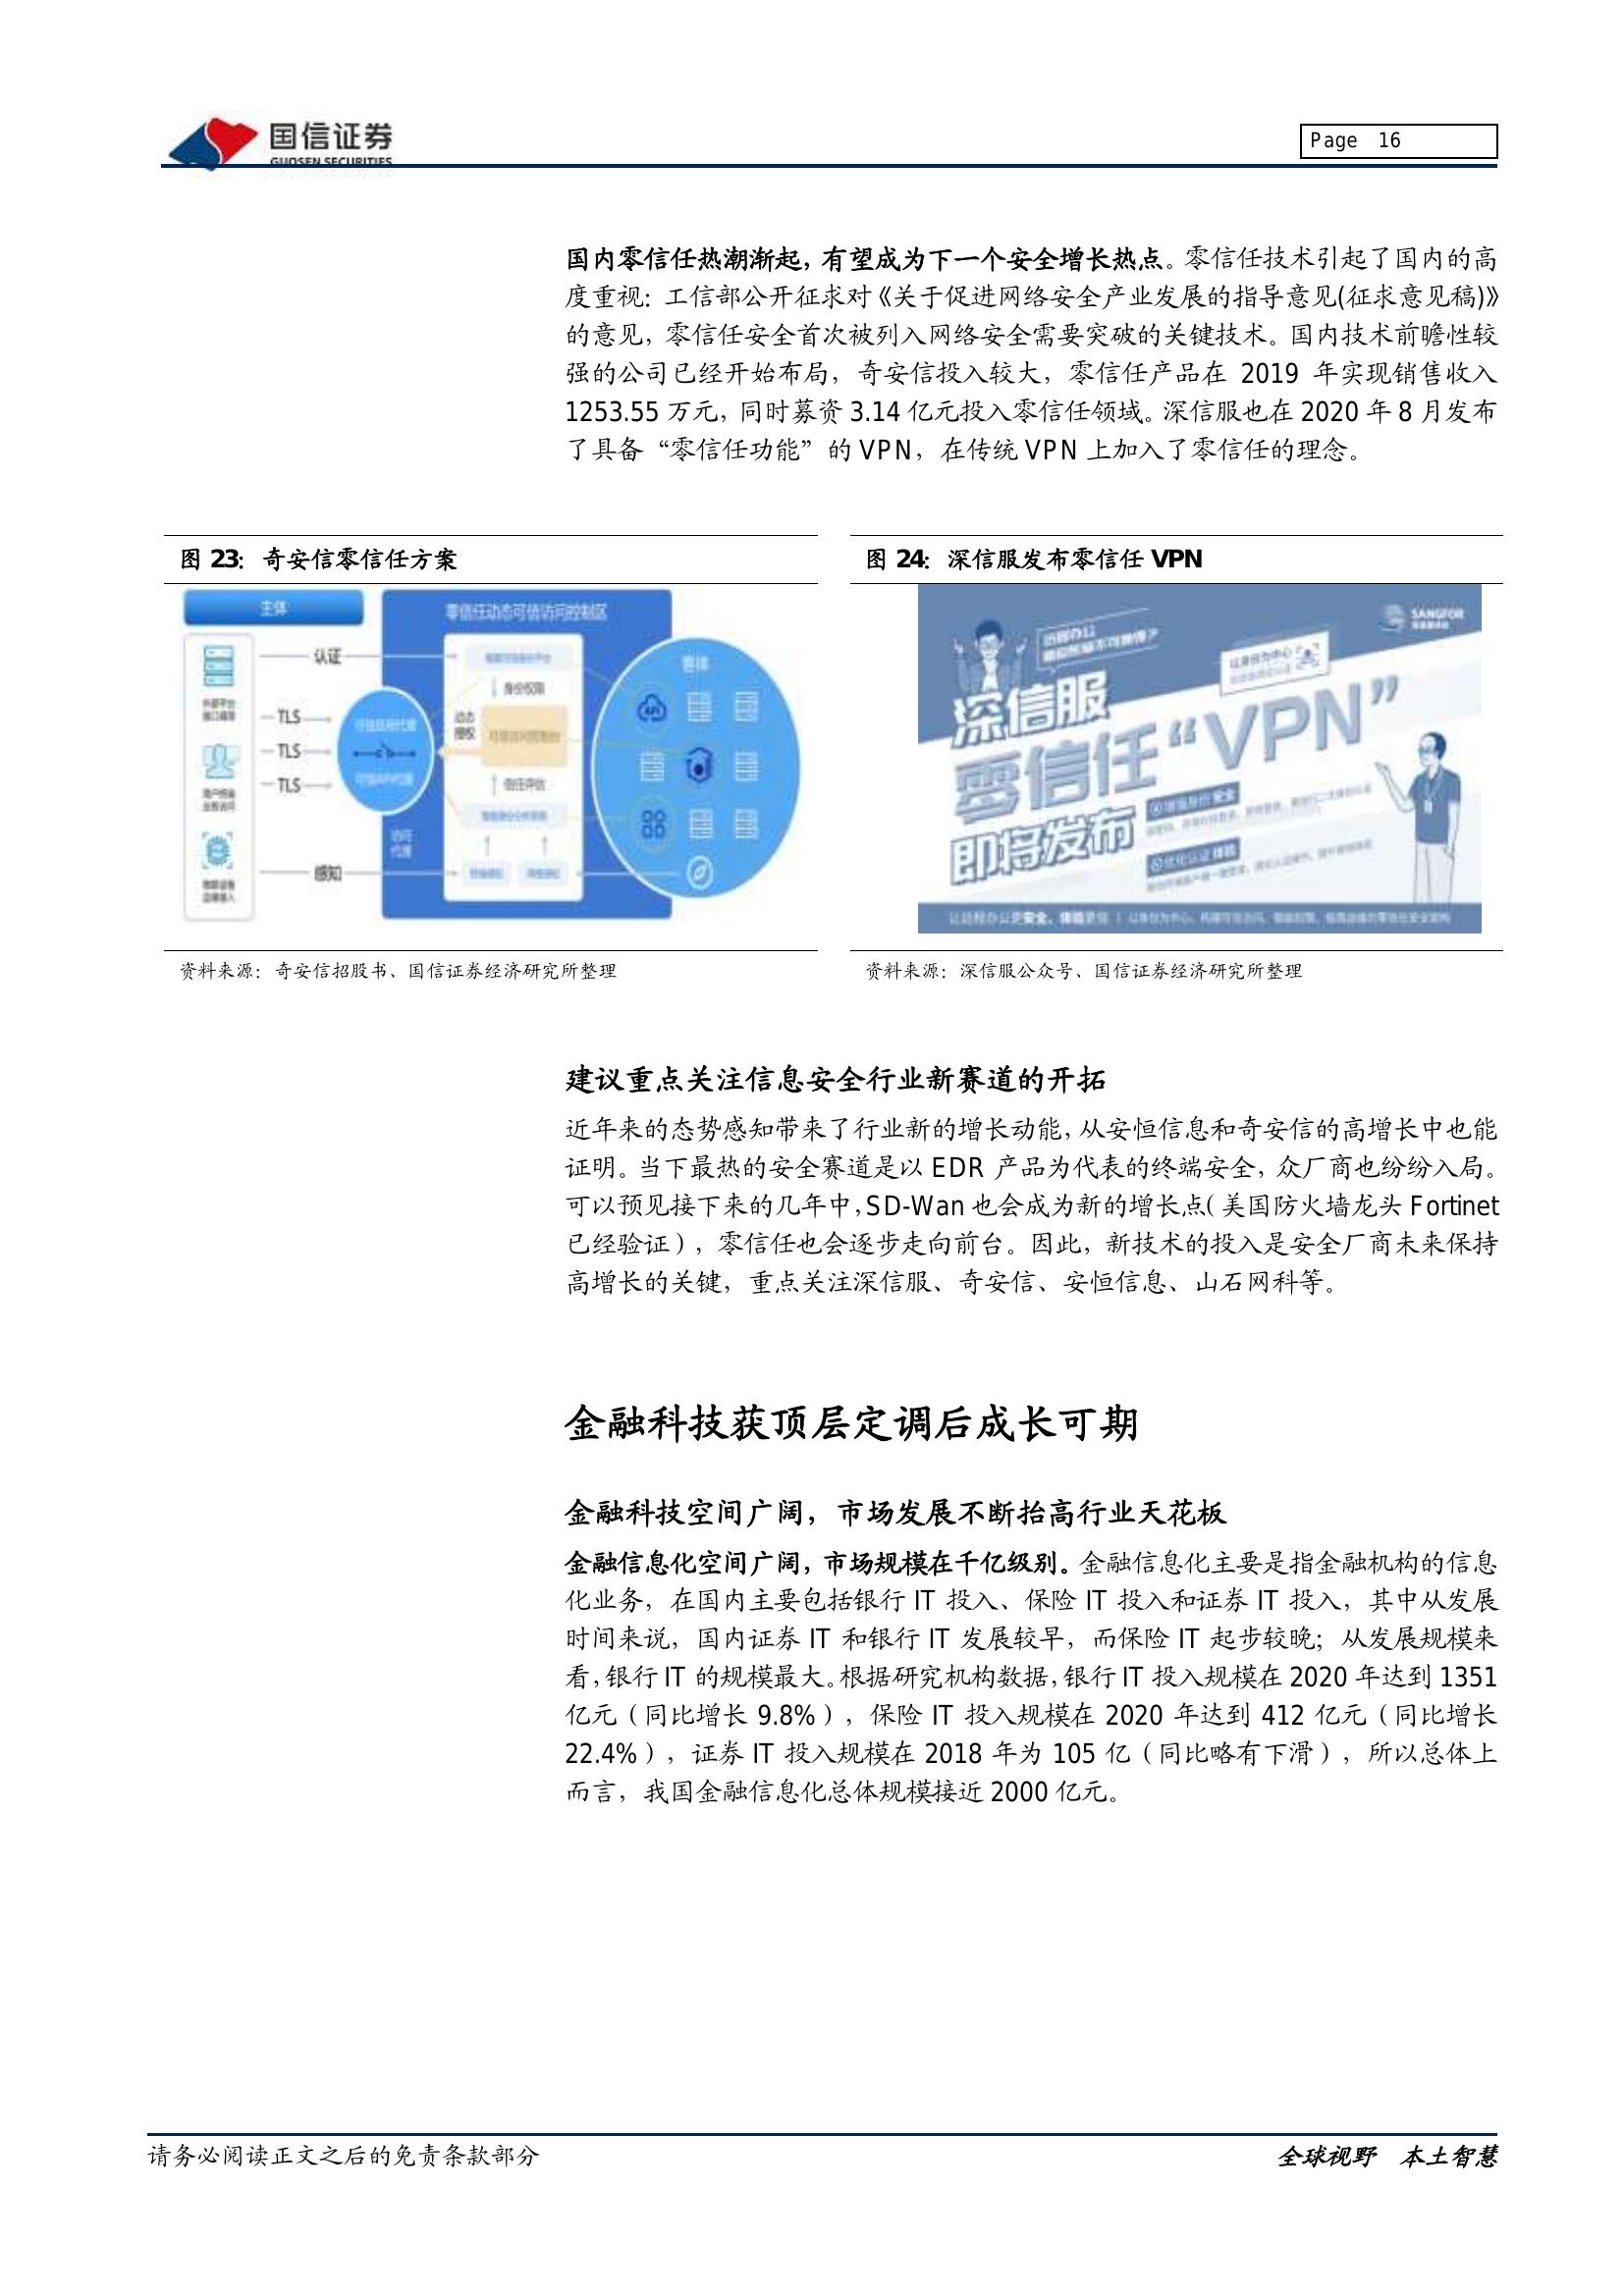 国信证券
GUOSEN SECURITIES
Page 16
国内零信任热潮渐起，有望成为下一个安全增长热点。零信任技术引起了国内的高
度重视：工信部公开征求对《关于促进网络安全产业发展的指导意见(征求意见稿)》
的意见，零信任安全首次被列入网络安全需要突破的关键技术。国内技术前瞻性较
强的公司已经开始布局，奇安信投入较大，零信任产品在 2019 年实现销售收入
1253.55 万元，同时募资 3.14 亿元投入零信任领域。深信服也在 2020 年 8 月发布
了具备“零信任功能”的 VPN，在传统 VPN 上加入了零信任的理念。
图 23：奇安信零信任方案
主体
零信任动态可信访问控制区
认证
身份权限
客体
API
TLS
动态
授权
TLS
TLS
信任评估
访问
代理
感知
资料来源：奇安信招股书、国信证券经济研究所整理
图 24：深信服发布零信任 VPN
SANGFOR
深信服
零信任“VPN”
即将发布
资料来源：深信服公众号、国信证券经济研究所整理
建议重点关注信息安全行业新赛道的开拓
近年来的态势感知带来了行业新的增长动能，从安恒信息和奇安信的高增长中也能
证明。当下最热的安全赛道是以 EDR 产品为代表的终端安全，众厂商也纷纷入局。
可以预见接下来的几年中，SD-Wan 也会成为新的增长点（美国防火墙龙头 Fortinet
已经验证），零信任也会逐步走向前台。因此，新技术的投入是安全厂商未来保持
高增长的关键，重点关注深信服、奇安信、安恒信息、山石网科等。
金融科技获顶层定调后成长可期
金融科技空间广阔，市场发展不断抬高行业天花板
金融信息化空间广阔，市场规模在千亿级别。金融信息化主要是指金融机构的信息
化业务，在国内主要包括银行 IT 投入、保险 IT 投入和证券 IT 投入，其中从发展
时间来说，国内证券 IT 和银行 IT 发展较早，而保险 IT 起步较晚；从发展规模来
看，银行 IT 的规模最大。根据研究机构数据，银行 IT 投入规模在 2020 年达到 1351
亿元（同比增长 9.8%），保险 IT 投入规模在 2020 年达到 412 亿元（同比增长
22.4%），证券 IT 投入规模在 2018 年为 105 亿（同比略有下滑），所以总体上
而言，我国金融信息化总体规模接近 2000 亿元。
请务必阅读正文之后的免责条款部分
全球视野 本土智慧